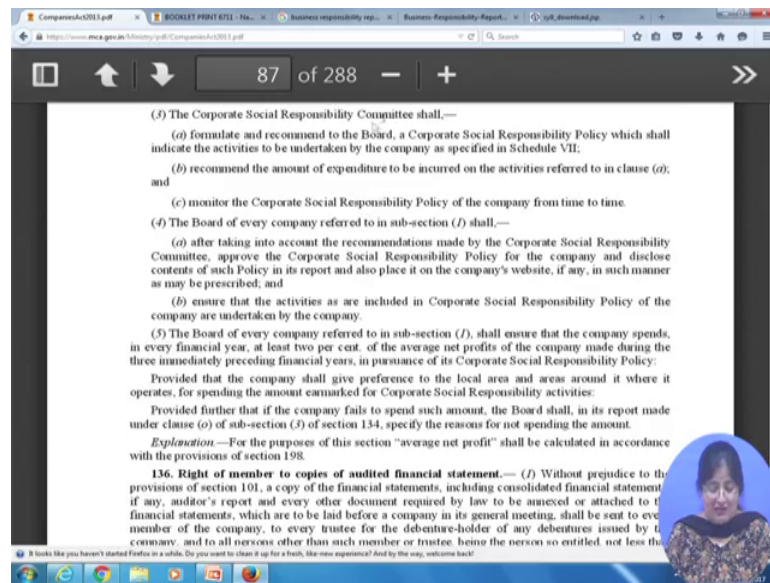 CompaniesAct2013.pdf × BOOKLET PRINT 6711 - Na... × business responsibility rep... × Business-Responsibility-Report... × cy8_download.jsp × +
https://www.mca.gov.in/Ministry/pdf/CompaniesAct2013.pdf Search
87 of 288 — +
(3) The Corporate Social Responsibility Committee shall,—
(a) formulate and recommend to the Board, a Corporate Social Responsibility Policy which shall
indicate the activities to be undertaken by the company as specified in Schedule VII;
(b) recommend the amount of expenditure to be incurred on the activities referred to in clause (a);
and
(c) monitor the Corporate Social Responsibility Policy of the company from time to time.
(4) The Board of every company referred to in sub-section (1) shall,—
(a) after taking into account the recommendations made by the Corporate Social Responsibility
Committee, approve the Corporate Social Responsibility Policy for the company and disclose
contents of such Policy in its report and also place it on the company's website, if any, in such manner
as may be prescribed; and
(b) ensure that the activities as are included in Corporate Social Responsibility Policy of the
company are undertaken by the company.
(5) The Board of every company referred to in sub-section (1), shall ensure that the company spends,
in every financial year, at least two per cent. of the average net profits of the company made during the
three immediately preceding financial years, in pursuance of its Corporate Social Responsibility Policy:
Provided that the company shall give preference to the local area and areas around it where it
operates, for spending the amount earmarked for Corporate Social Responsibility activities:
Provided further that if the company fails to spend such amount, the Board shall, in its report made
under clause (o) of sub-section (3) of section 134, specify the reasons for not spending the amount.
Explanation.—For the purposes of this section "average net profit" shall be calculated in accordance
with the provisions of section 198.
136. Right of member to copies of audited financial statement.— (1) Without prejudice to the
provisions of section 101, a copy of the financial statements, including consolidated financial statement
if any, auditor's report and every other document required by law to be annexed or attached to
financial statements, which are to be laid before a company in its general meeting, shall be sent to
member of the company, to every trustee for the debenture-holder of any debentures issued by
company, and to all persons other than such member or trustee, being the person so entitled, not less
It looks like you haven't started Firefox in a while. Do you want to clean it up for a fresh, like-new experience? And by the way, welcome back!